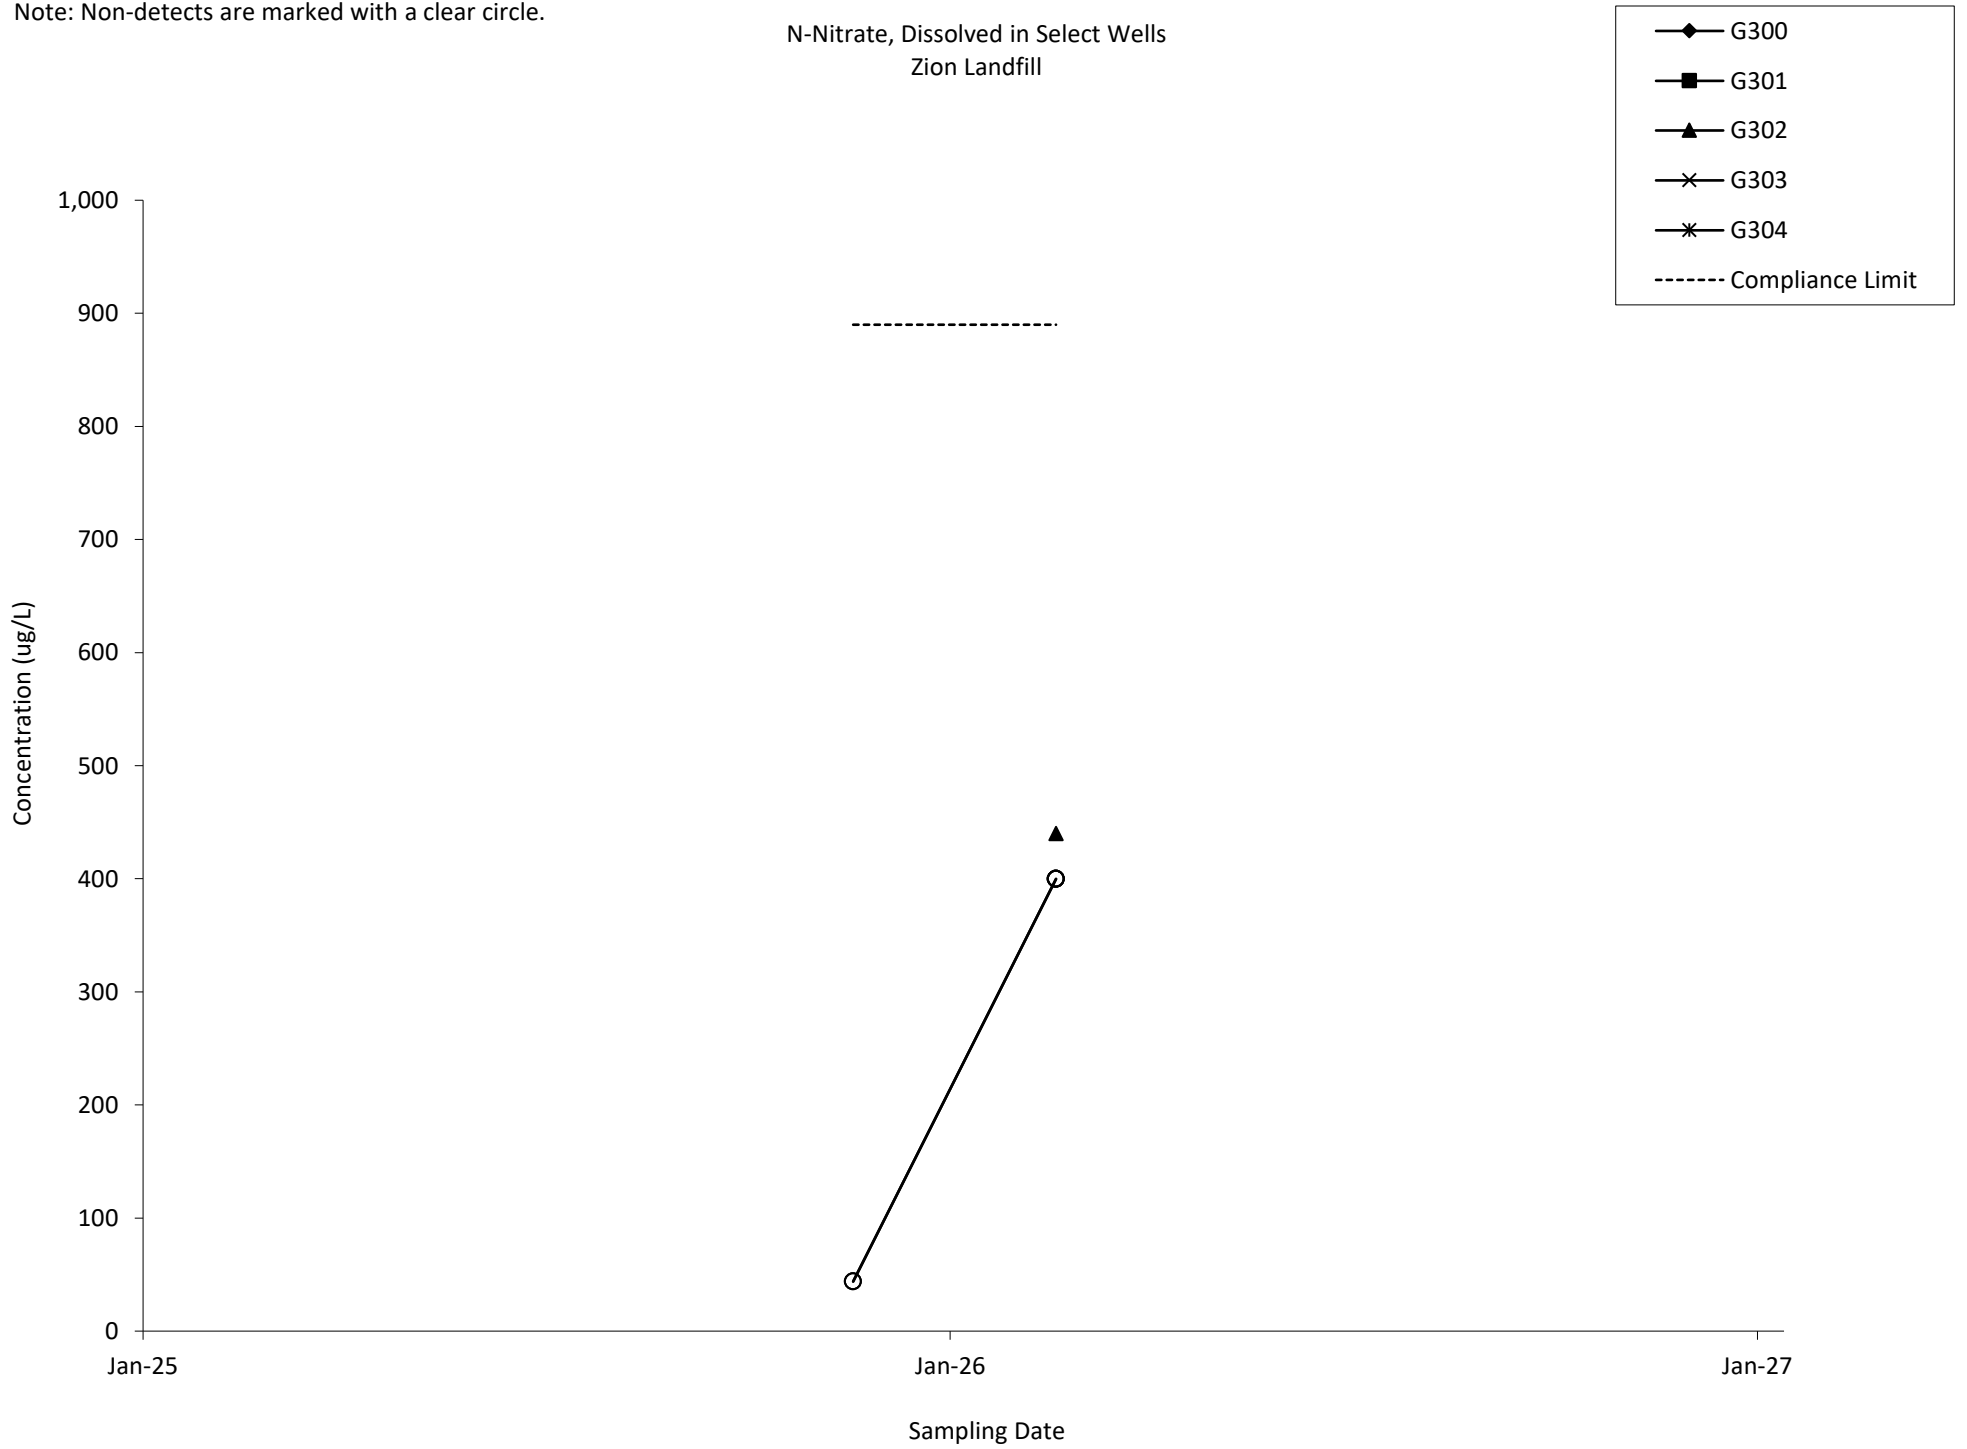 Note: Non-detects are marked with a clear circle.
N-Nitrate, Dissolved in Select Wells
Zion Landfill
G300
G301
G302
G303
G304
Compliance Limit
1,000
900
800
700
600
500
400
300
200
100
0
Concentration (ug/L)
Jan-25
Jan-26
Jan-27
Sampling Date